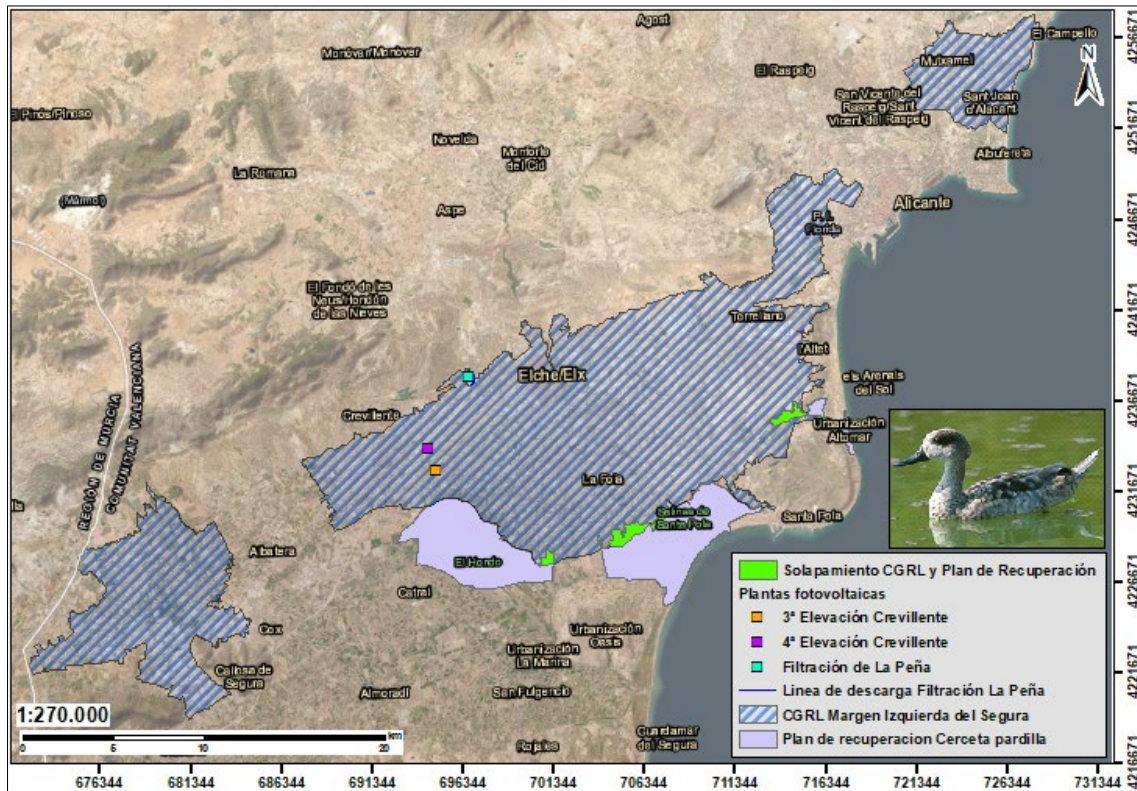 Agost
El Campello
Monóvar/Monòver
Mutxamel
El Raspeig
El Pinós/Pinoso
San Vicente del
Raspeig/Sant
Vicent del Raspeig
Sant Joan
d'Alacant
Novelda
Monforte
del Cid
Albufereta
La Romana
(Mármol)
Aspe
Alicante
P. I.
Florida
El Fondó de les
Neus/Hondón
de las Nieves
Torrellano
l'Altet
Elche/Elx
els Arenals
del Sol
Crevillente
Urbanización
Altomar
REGIÓN DE MURCIA
COMUNITAT VALENCIANA
La Foia
Salinas de
Santa Pola
Santa Pola
Albatera
El Hondo
Catral
Cox
Urbanización
Oasis
Urbanización
La Marina
Callosa de
Segura
Almoradí
San Fulgencio
Guardamar
del Segura
Rojales
N
Solapamiento CGRL y Plan de Recuperación
Plantas fotovoltaicas
3ª Elevación Crevillente
4ª Elevación Crevillente
Filtración de La Peña
Linea de descarga Filtración La Peña
CGRL Margen Izquierda del Segura
Plan de recuperacion Cerceta pardilla
1:270.000
km
0 5 10 20
676344 681344 686344 691344 696344 701344 706344 711344 716344 721344 726344 731344
4256671
4251671
4246671
4241671
4236671
4231671
4226671
4221671
4216671